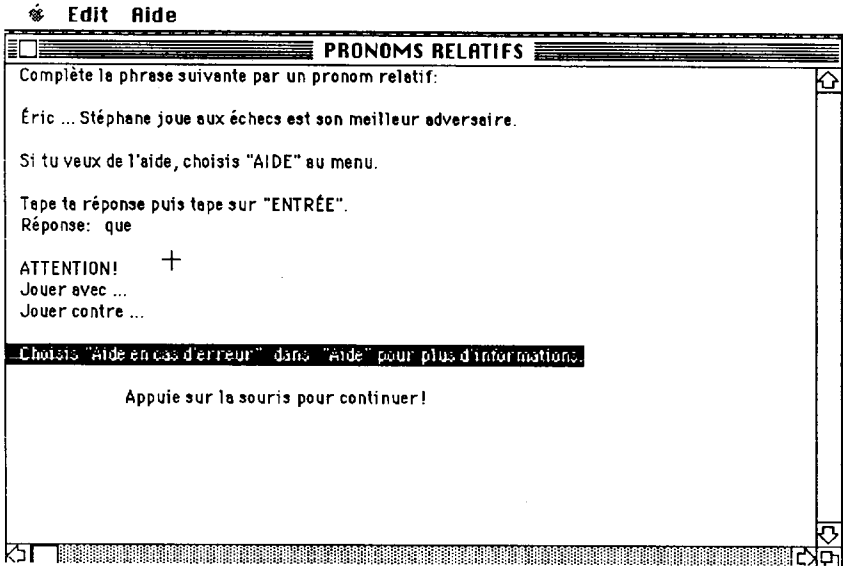 Edit Aide
PRONOMS RELATIFS
Complète la phrase suivante par un pronom relatif:
Éric ... Stéphane joue aux échecs est son meilleur adversaire.
Si tu veux de l'aide, choisis "AIDE" au menu.
Tape ta réponse puis tape sur "ENTRÉE".
Réponse: que
ATTENTION!
Jouer avec ...
Jouer contre ...
Choisis "Aide en cas d'erreur" dans "Aide" pour plus d'informations.
Appuie sur la souris pour continuer!